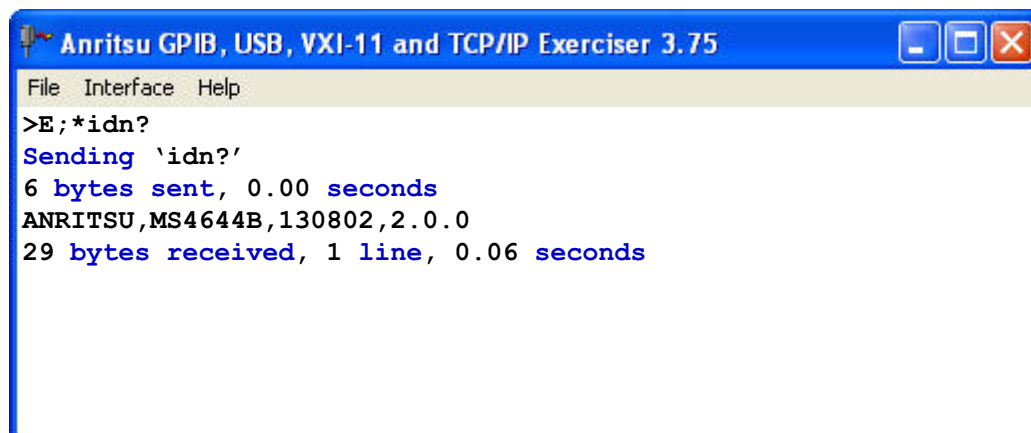 Anritsu GPIB, USB, VXI-11 and TCP/IP Exerciser 3.75
File Interface Help
>E;*idn?
Sending ‘idn?’
6 bytes sent, 0.00 seconds
ANRITSU,MS4644B,130802,2.0.0
29 bytes received, 1 line, 0.06 seconds